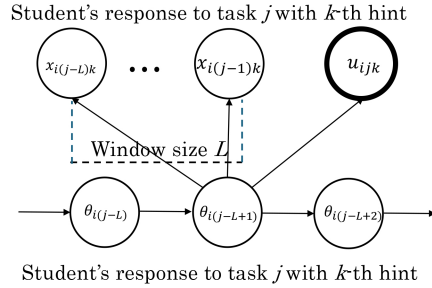 Student's response to task j with k-th hint
x_{i(j-L)k} ••• x_{i(j-1)k} u_{ijk}
Window size L
θ_{i(j-L)} θ_{i(j-L+1)} θ_{i(j-L+2)}
Student's response to task j with k-th hint